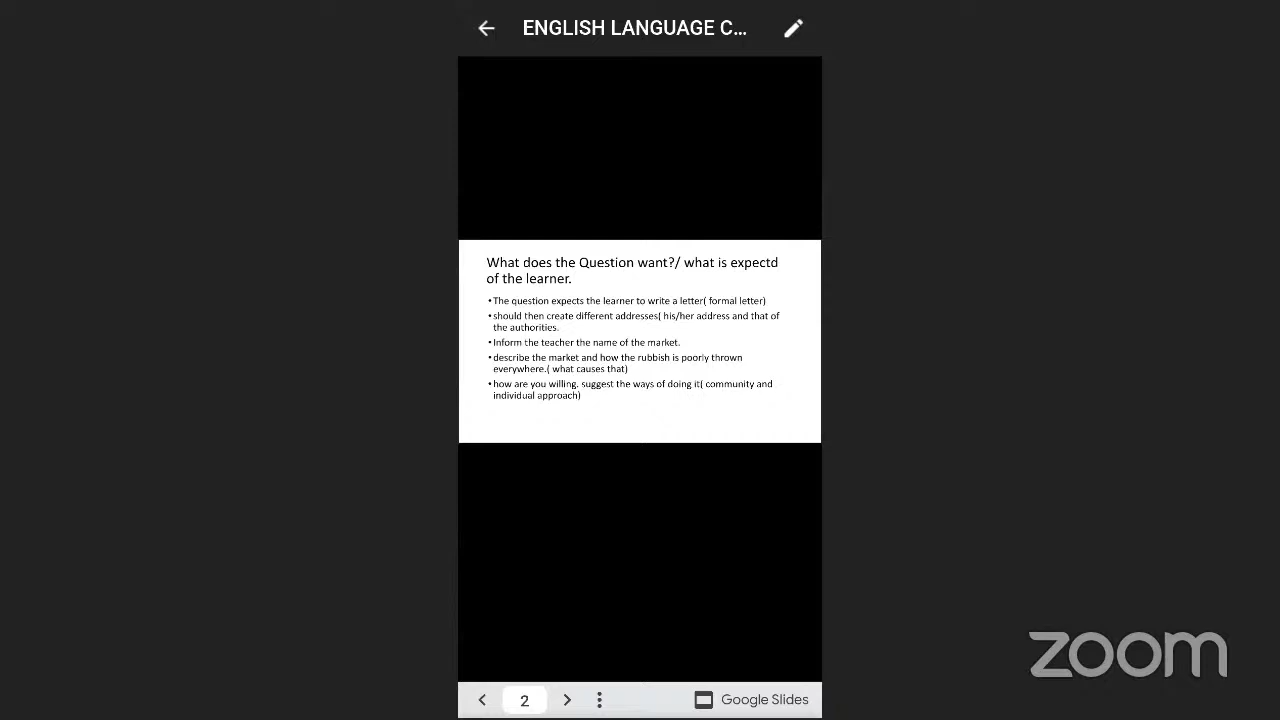 ENGLISH LANGUAGE C...
What does the Question want?/ what is expectd
of the learner.
•The question expects the learner to write a letter( formal letter)
•should then create different addresses( his/her address and that of
the authorities.
•Inform the teacher the name of the market.
•describe the market and how the rubbish is poorly thrown
everywhere.( what causes that)
•how are you willing. suggest the ways of doing it( community and
individual approach)
zoom
2
Google Slides